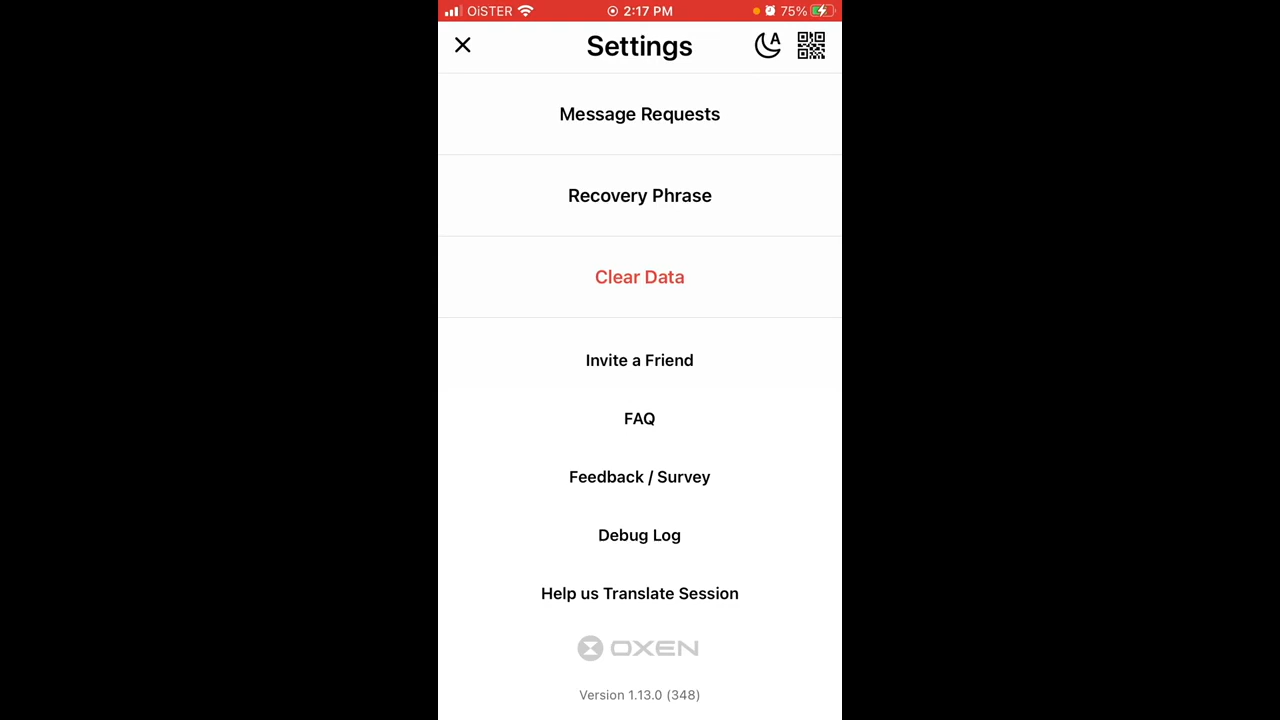 OiSTER 2:17 PM 75%
Settings
A
Message Requests
Recovery Phrase
Clear Data
Invite a Friend
FAQ
Feedback / Survey
Debug Log
Help us Translate Session
OXEN
Version 1.13.0 (348)